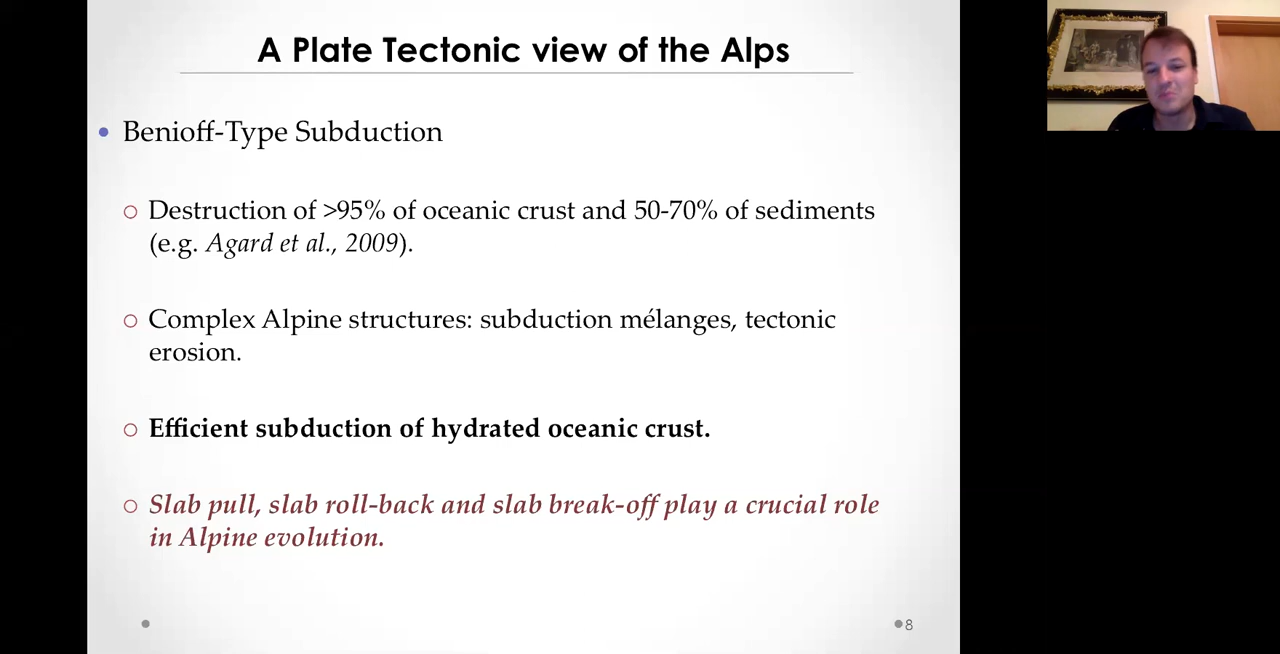 A Plate Tectonic view of the Alps
Benioff-Type Subduction
Destruction of >95% of oceanic crust and 50-70% of sediments
(e.g. Agard et al., 2009).
Complex Alpine structures: subduction mélanges, tectonic
erosion.
Efficient subduction of hydrated oceanic crust.
Slab pull, slab roll-back and slab break-off play a crucial role
in Alpine evolution.
8